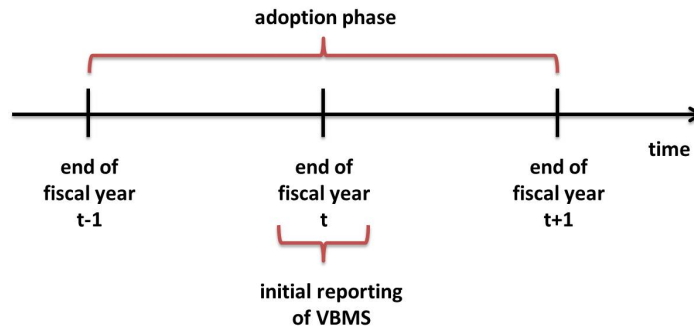 adoption phase
time
end of
fiscal year
t-1
end of
fiscal year
t
end of
fiscal year
t+1
initial reporting
of VBMS